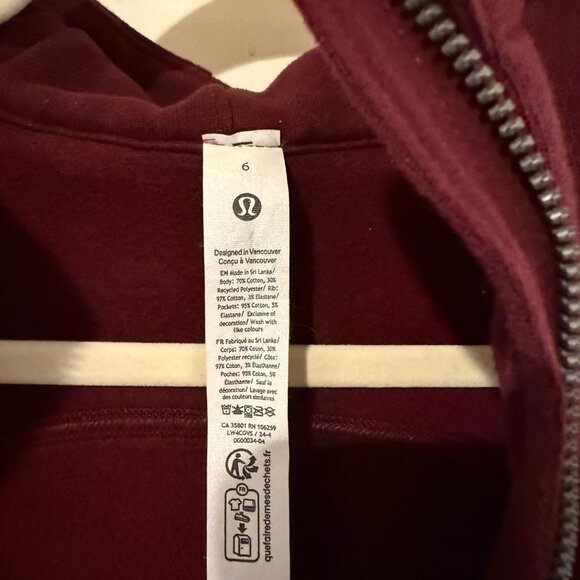 6
Designed in Vancouver
Conçu à Vancouver
EN Made in Sri Lanka/
Body: 70% Cotton, 30%
Recycled Polyester/ Rib:
97% Cotton, 3% Elastane/
Pockets: 95% Cotton, 5%
Elastane/ Exclusive of
decoration/ Wash with
like colours
FR Fabriqué au Sri Lanka/
Corps: 70% Coton, 30%
Polyester recyclé/ Côte:
97% Coton, 3% Élasthanne/
Poches: 95% Coton, 5%
Élasthanne/ Sauf la
décoration/ Lavage avec
des couleurs similaires
CA 35801 RN 106259
LW4CGVS / 24-4
0000034-04
FR
quefairedemesdechets.fr